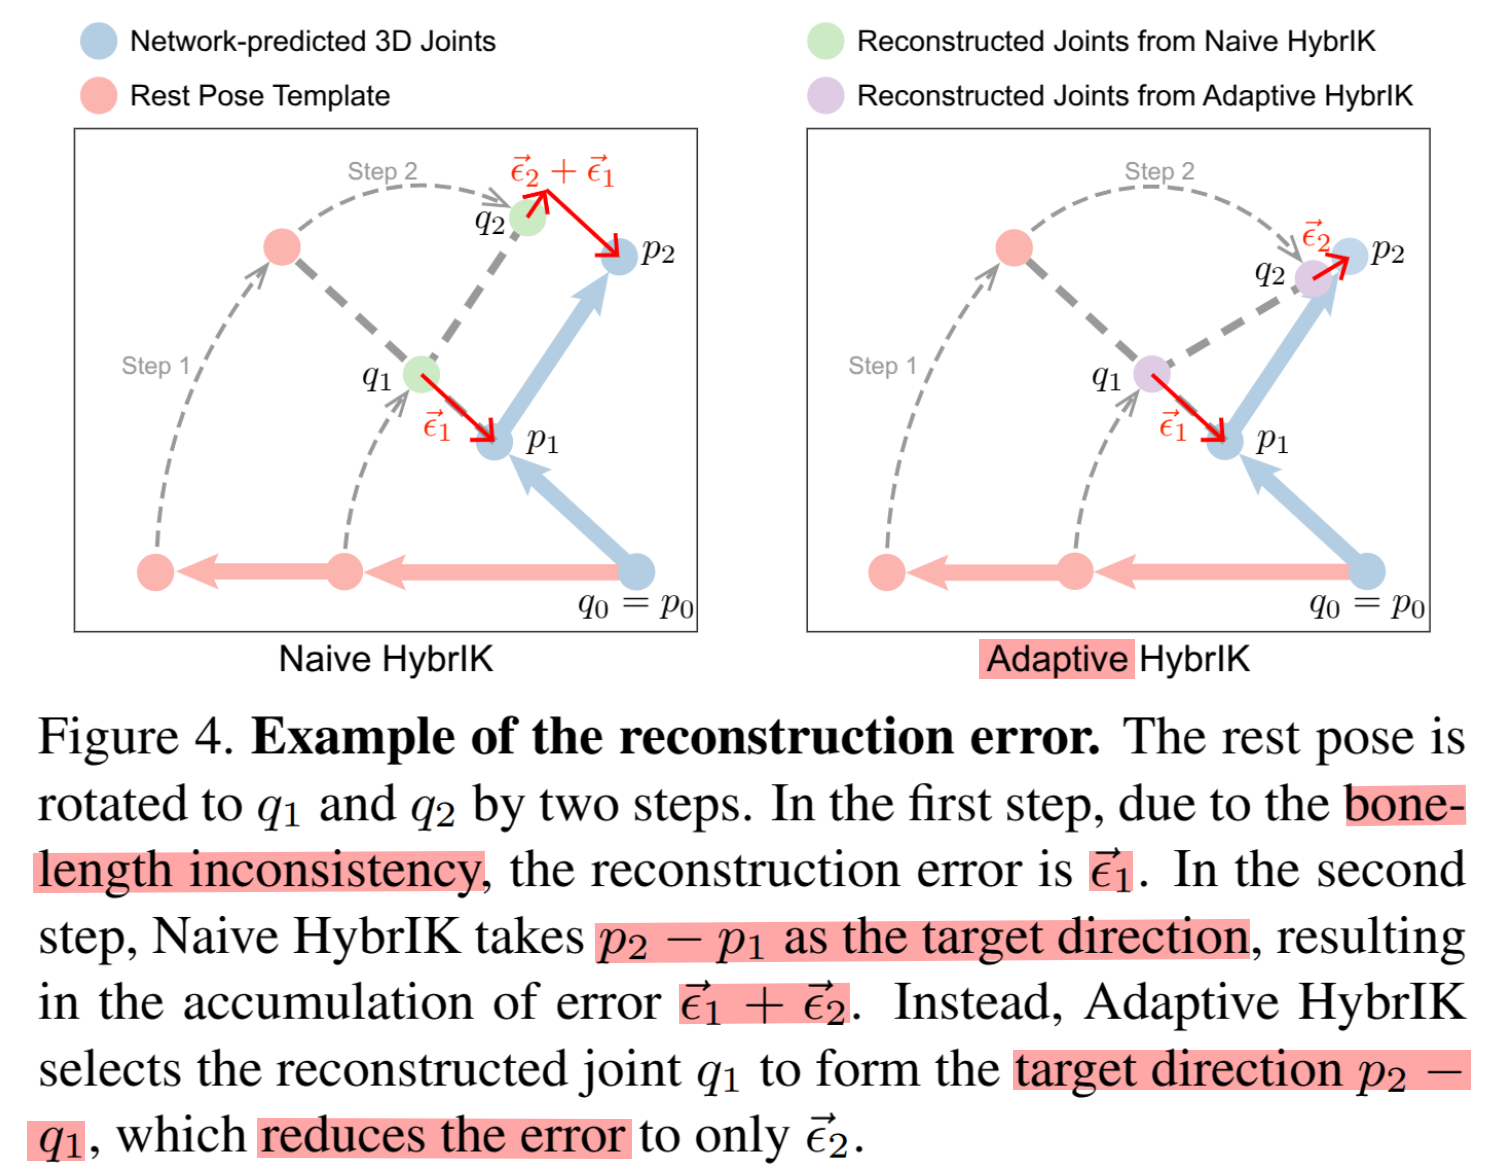 Network-predicted 3D Joints
Rest Pose Template
Reconstructed Joints from Naive HybrIK
Reconstructed Joints from Adaptive HybrIK
Step 2
$\vec{\epsilon}_2 + \vec{\epsilon}_1$
$q_2$
$p_2$
Step 1
$q_1$
$\vec{\epsilon}_1$
$p_1$
$q_0 = p_0$
Naive HybrIK
Step 2
$\vec{\epsilon}_2$
$p_2$
$q_2$
Step 1
$q_1$
$\vec{\epsilon}_1$
$p_1$
$q_0 = p_0$
Adaptive HybrIK
Figure 4. Example of the reconstruction error. The rest pose is
rotated to $q_1$ and $q_2$ by two steps. In the first step, due to the bone-
length inconsistency, the reconstruction error is $\vec{\epsilon}_1$. In the second
step, Naive HybrIK takes $p_2 - p_1$ as the target direction, resulting
in the accumulation of error $\vec{\epsilon}_1 + \vec{\epsilon}_2$. Instead, Adaptive HybrIK
selects the reconstructed joint $q_1$ to form the target direction $p_2 -$
$q_1$, which reduces the error to only $\vec{\epsilon}_2$.